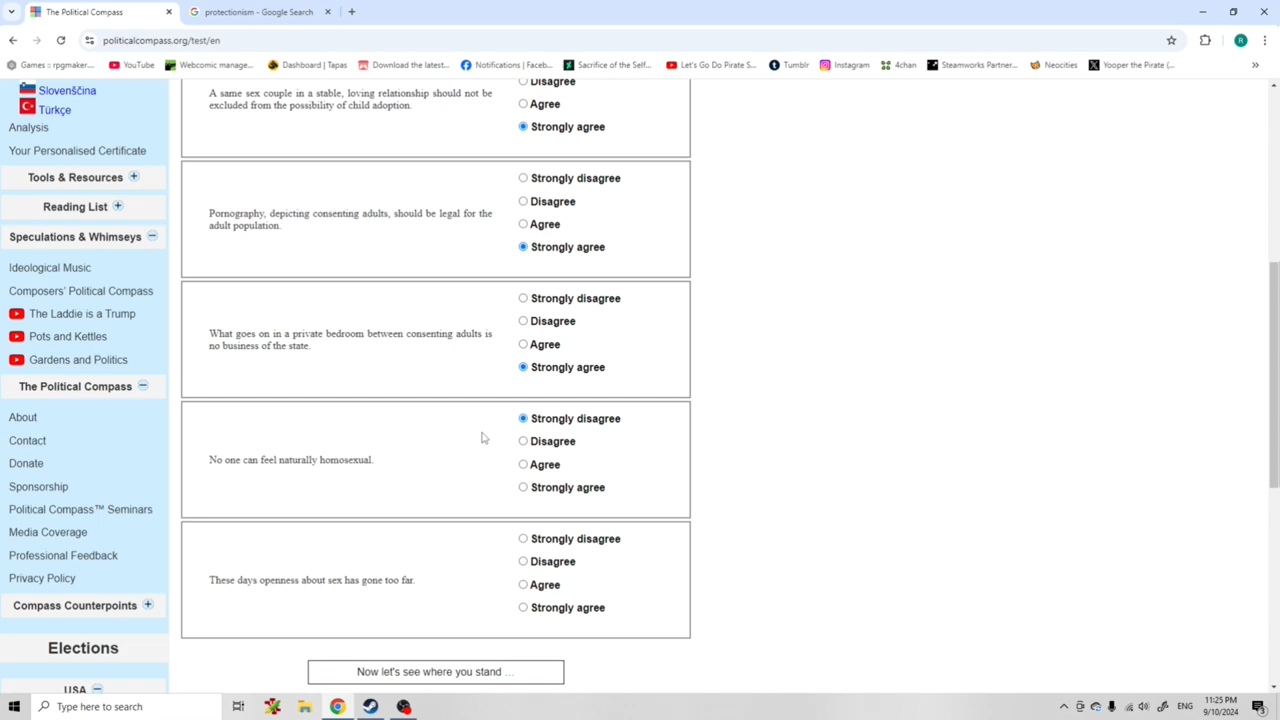 The Political Compass
protectionism - Google Search
politicalcompass.org/test/en
Games :: rpgmaker...
YouTube
Webcomic manage...
Dashboard | Tapas
Download the latest...
Notifications | Faceb...
Sacrifice of the Self...
Let's Go Do Pirate S...
Tumblr
Instagram
4chan
Steamworks Partner...
Neocities
Yooper the Pirate (...
Slovenščina
Türkçe
Analysis
Your Personalised Certificate
Tools & Resources
Reading List
Speculations & Whimseys
Ideological Music
Composers' Political Compass
The Laddie is a Trump
Pots and Kettles
Gardens and Politics
The Political Compass
About
Contact
Donate
Sponsorship
Political Compass™ Seminars
Media Coverage
Professional Feedback
Privacy Policy
Compass Counterpoints
Elections
USA
A same sex couple in a stable, loving relationship should not be
excluded from the possibility of child adoption.
Disagree
Agree
Strongly agree
Pornography, depicting consenting adults, should be legal for the
adult population.
Strongly disagree
Disagree
Agree
Strongly agree
What goes on in a private bedroom between consenting adults is
no business of the state.
Strongly disagree
Disagree
Agree
Strongly agree
No one can feel naturally homosexual.
Strongly disagree
Disagree
Agree
Strongly agree
These days openness about sex has gone too far.
Strongly disagree
Disagree
Agree
Strongly agree
Now let's see where you stand ...
Type here to search
ENG
11:25 PM
9/10/2024